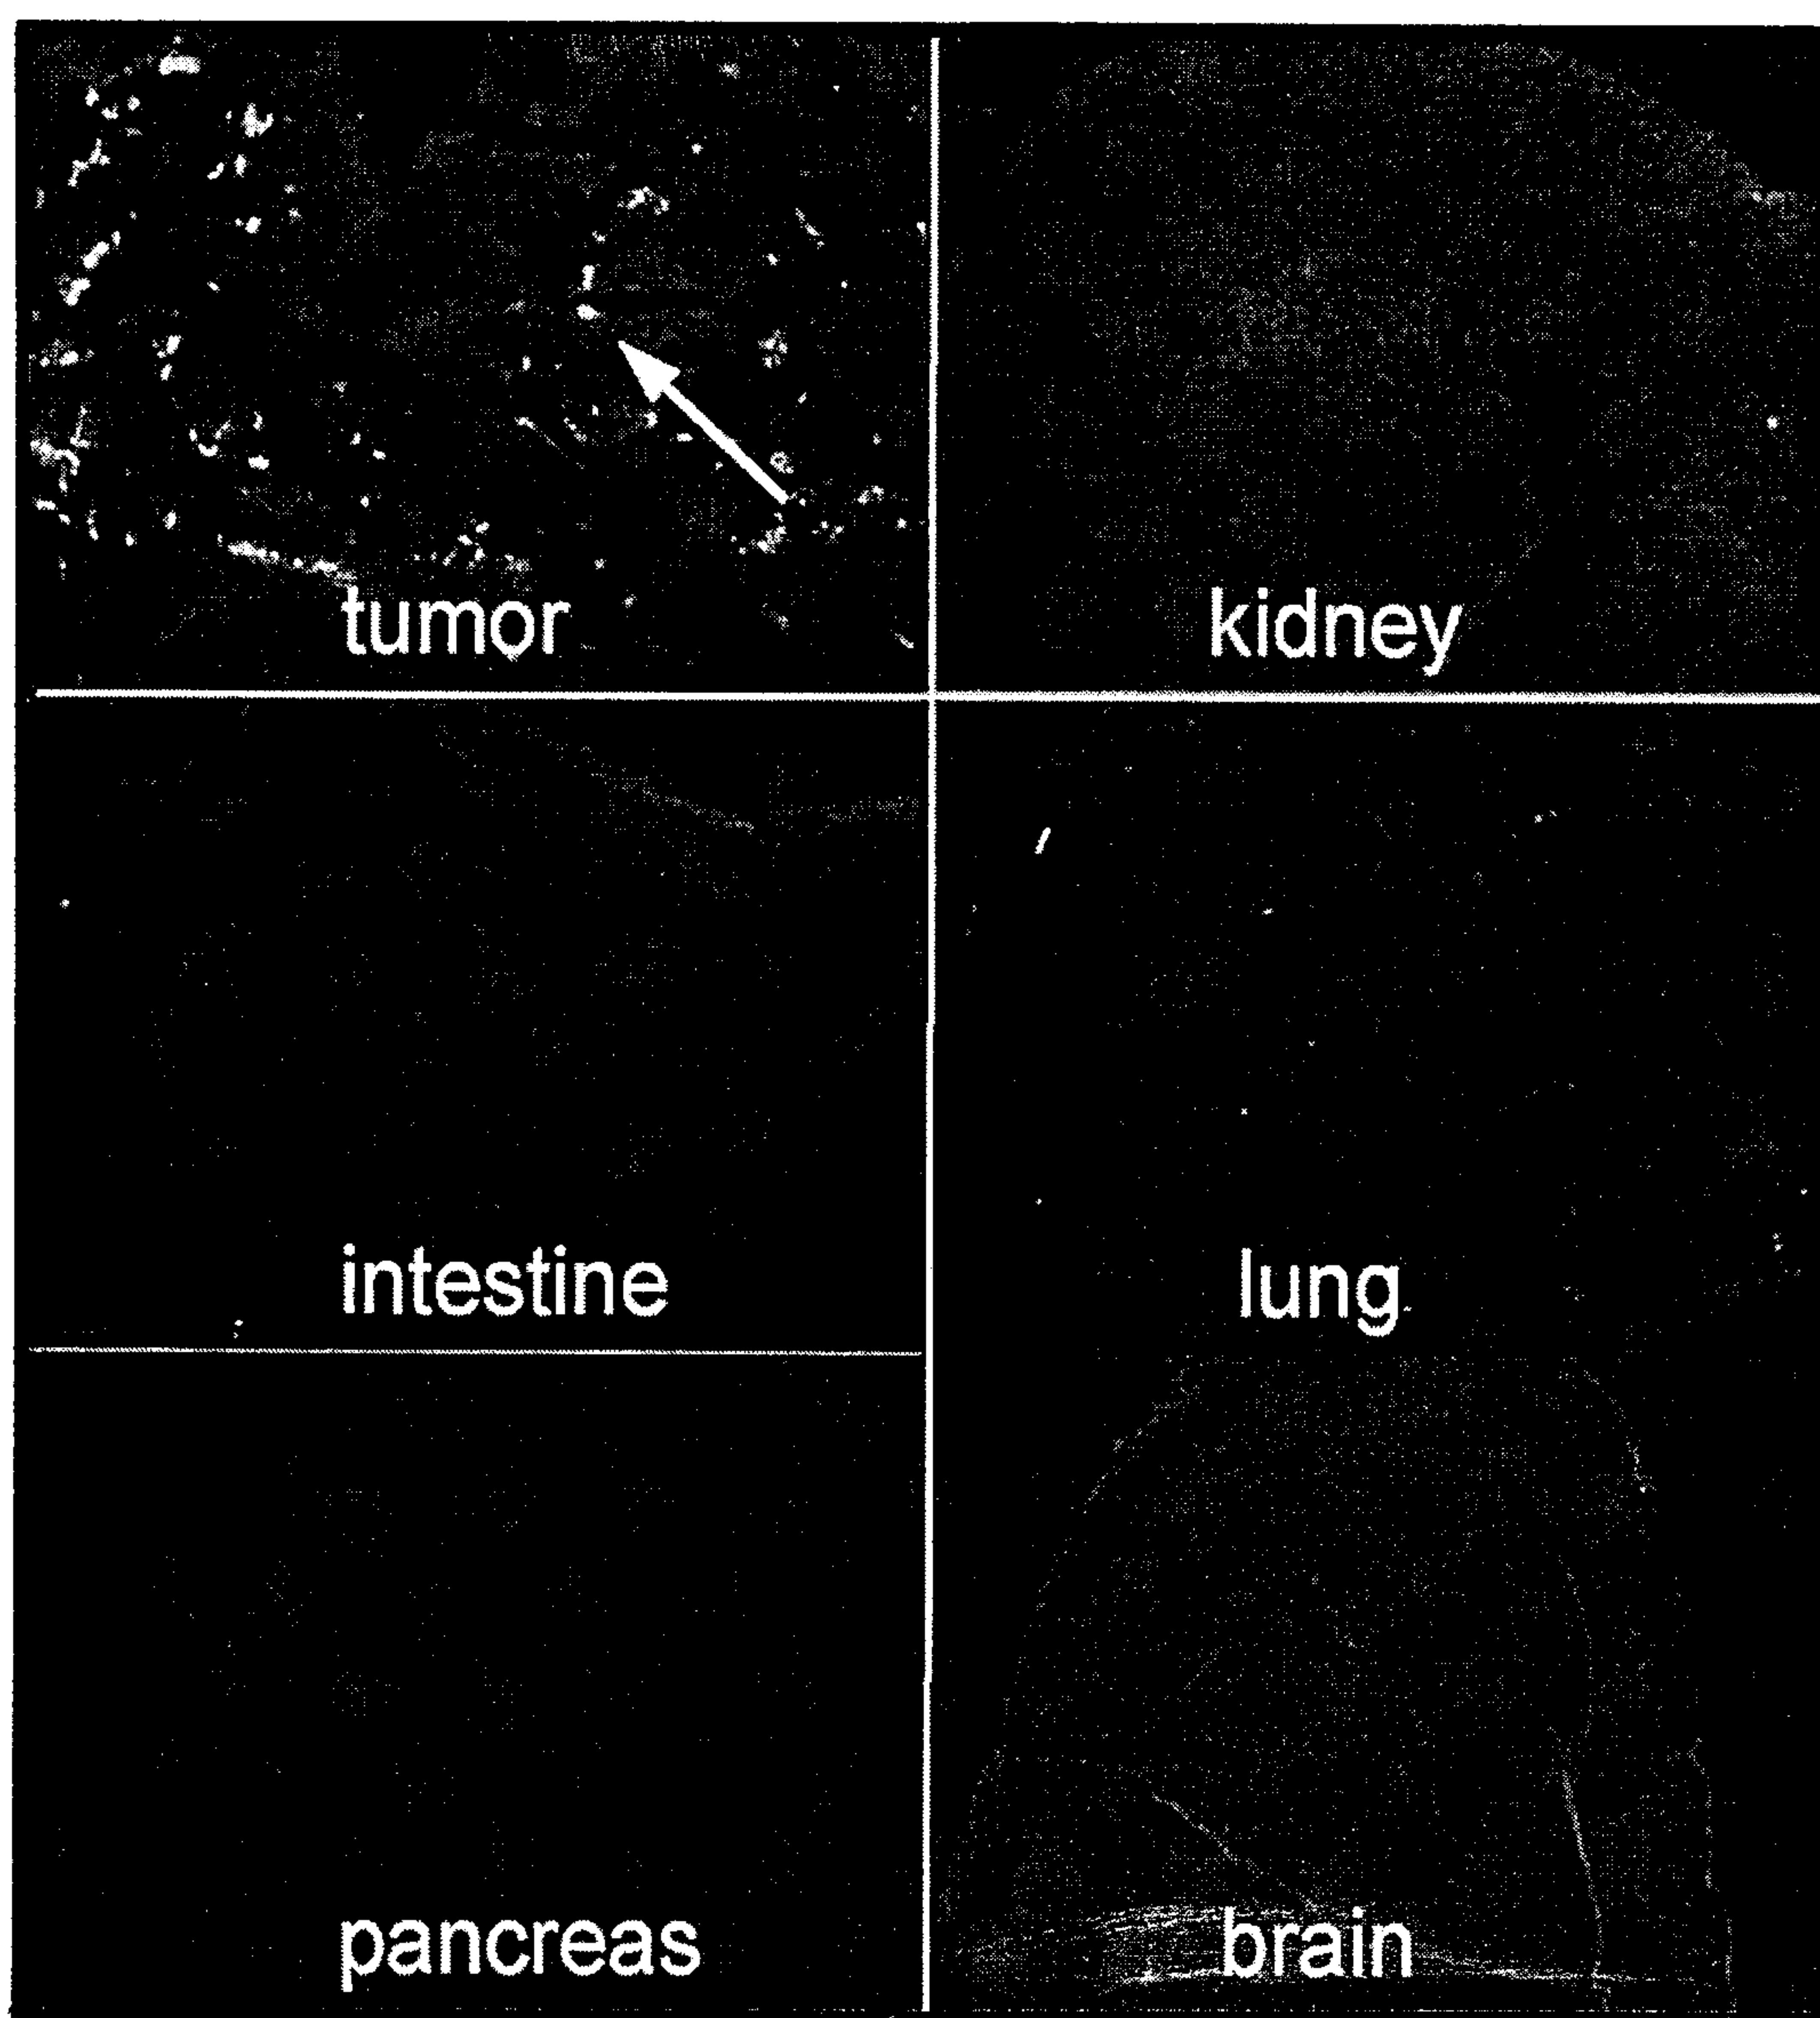 tumor
kidney
intestine
lung
pancreas
brain